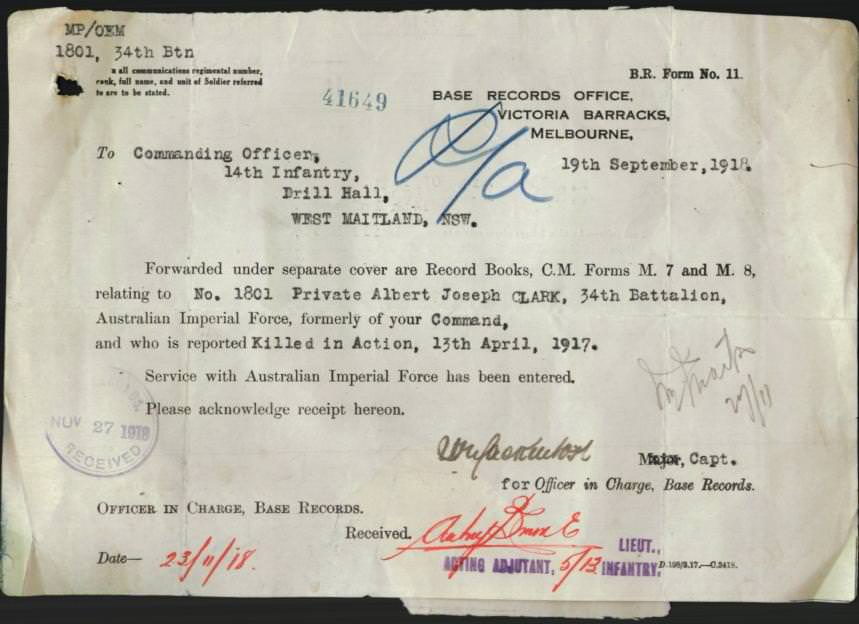 MP/OEM
1801, 34th Btn
n all communications regimental number,
rank, full name, and unit of Soldier referred
to are to be stated.
41649
B.R. Form No. 11.
BASE RECORDS OFFICE,
VICTORIA BARRACKS,
MELBOURNE,
19th September, 1918.
To Commanding Officer,
14th Infantry,
Drill Hall,
WEST MAITLAND, NSW.
Forwarded under separate cover are Record Books, C.M. Forms M. 7 and M. 8,
relating to No. 1801 Private Albert Joseph CLARK, 34th Battalion,
Australian Imperial Force, formerly of your Command,
and who is reported Killed in Action, 13th April, 1917.
Service with Australian Imperial Force has been entered.
Please acknowledge receipt hereon.
NOV 27 1918
RECEIVED
27/11
Major, Capt.
for Officer in Charge, Base Records.
OFFICER IN CHARGE, BASE RECORDS.
Received.
LIEUT.,
ACTING ADJUTANT, 5/13 INFANTRY.
D.198/3.17.—C.2418.
Date— 23/11/18.